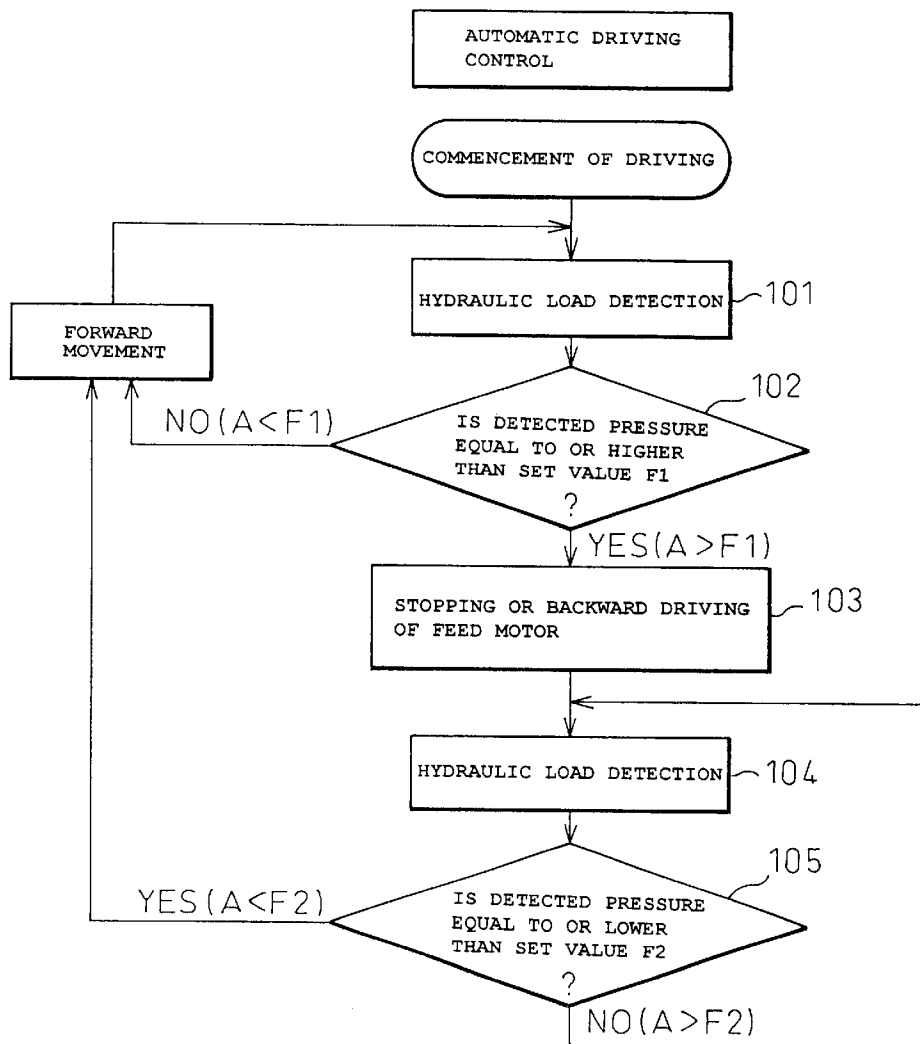 AUTOMATIC DRIVING
CONTROL
COMMENCEMENT OF DRIVING
HYDRAULIC LOAD DETECTION
101
FORWARD
MOVEMENT
102
NO(A<F1)
IS DETECTED PRESSURE
EQUAL TO OR HIGHER
THAN SET VALUE F1
?
YES(A>F1)
STOPPING OR BACKWARD DRIVING
OF FEED MOTOR
103
HYDRAULIC LOAD DETECTION
104
105
YES(A<F2)
IS DETECTED PRESSURE
EQUAL TO OR LOWER
THAN SET VALUE F2
?
NO(A>F2)